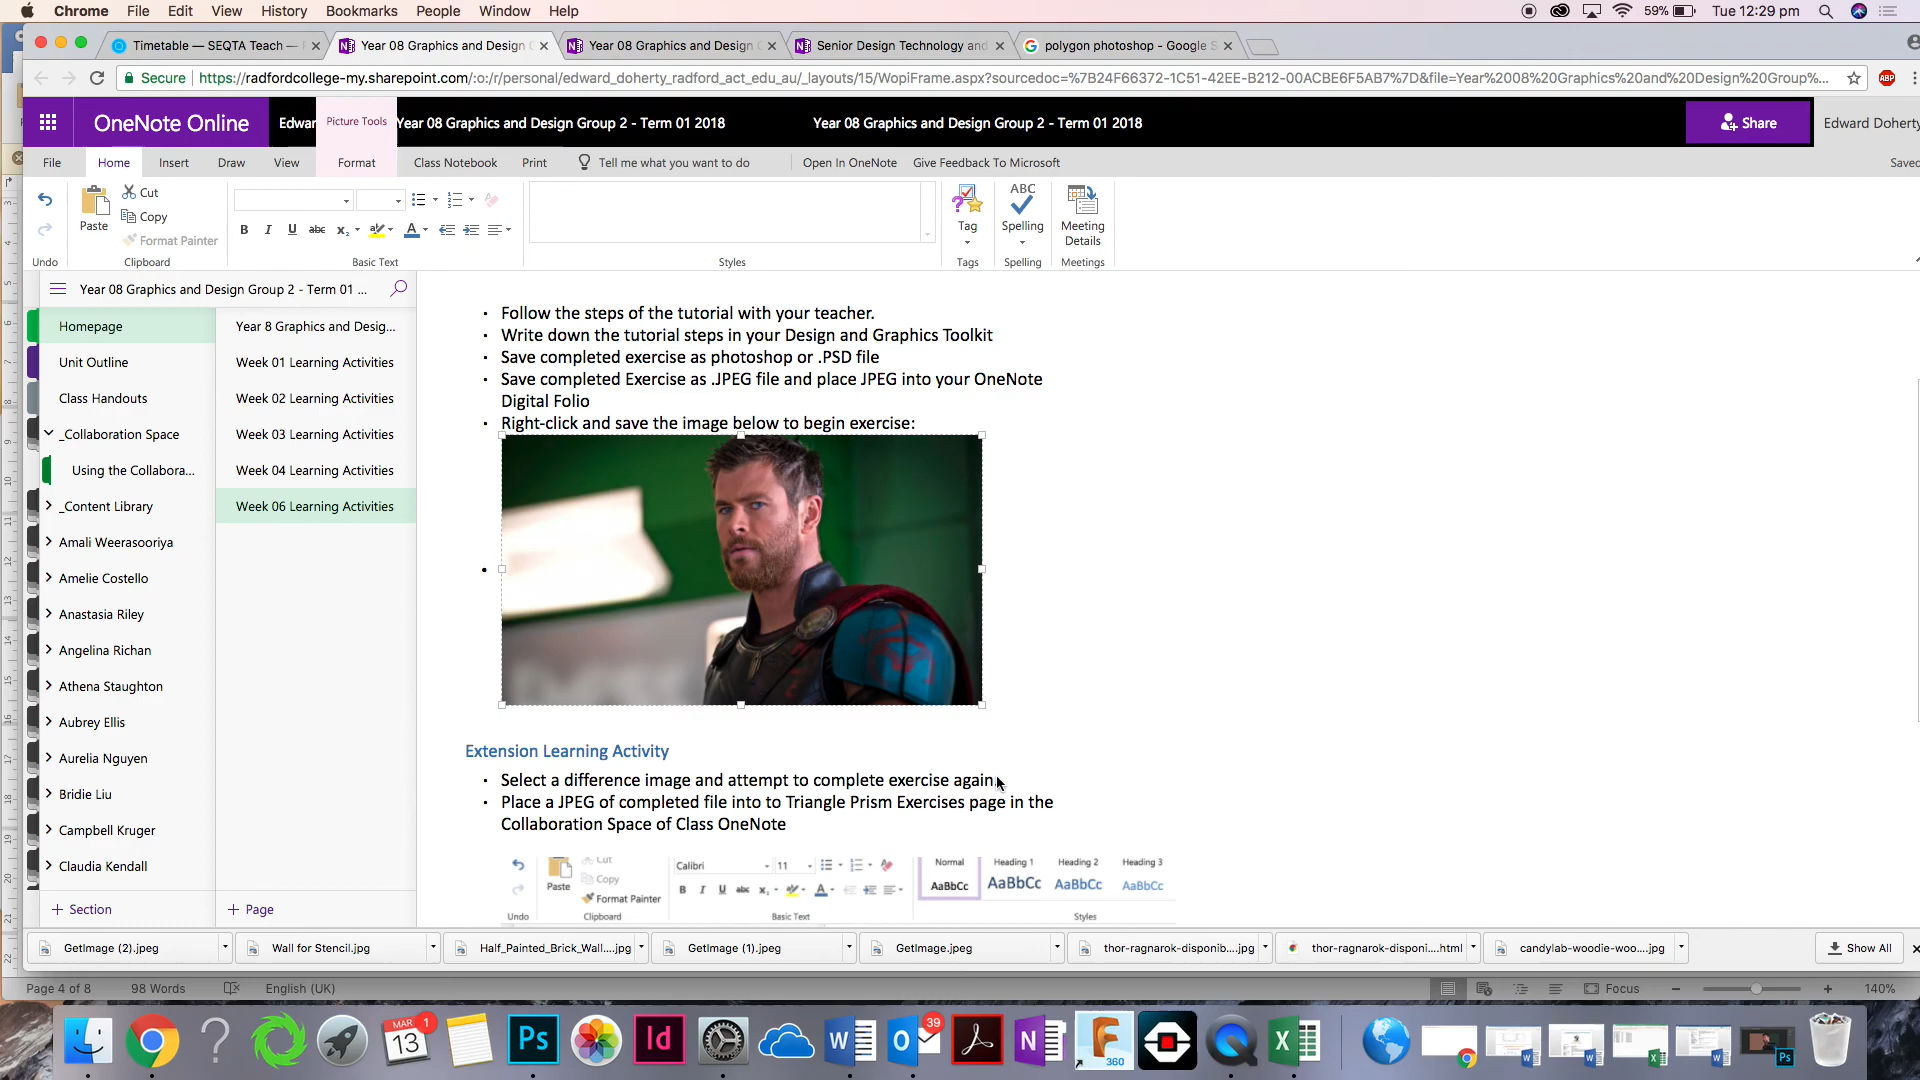 Chrome File Edit View History Bookmarks People Window Help 59% Tue 12:29 pm
Timetable — SEQTA Teach — Year 08 Graphics and Design Year 08 Graphics and Design Senior Design Technology and polygon photoshop - Google S
Secure https://radfordcollege-my.sharepoint.com/:o:/r/personal/edward_doherty_radford_act_edu_au/_layouts/15/WopiFrame.aspx?sourcedoc=%7B24F66372-1C51-42EE-B212-00ACBE6F5AB7%7D&file=Year%2008%20Graphics%20and%20Design%20Group%... ABP
OneNote Online Edwar Picture Tools Year 08 Graphics and Design Group 2 - Term 01 2018 Year 08 Graphics and Design Group 2 - Term 01 2018 Share Edward Doherty
File Home Insert Draw View Format Class Notebook Print Tell me what you want to do Open In OneNote Give Feedback To Microsoft Saved
Cut
Copy
Format Painter
Paste
B I U abc
ABC
Tag Spelling Meeting Details
Undo Clipboard Basic Text Styles Tags Spelling Meetings
Year 08 Graphics and Design Group 2 - Term 01 ...
Homepage
Unit Outline
Class Handouts
_Collaboration Space
Using the Collabora...
_Content Library
Amali Weerasooriya
Amelie Costello
Anastasia Riley
Angelina Richan
Athena Staughton
Aubrey Ellis
Aurelia Nguyen
Bridie Liu
Campbell Kruger
Claudia Kendall
+ Section
Year 8 Graphics and Desig...
Week 01 Learning Activities
Week 02 Learning Activities
Week 03 Learning Activities
Week 04 Learning Activities
Week 06 Learning Activities
+ Page
• Follow the steps of the tutorial with your teacher.
• Write down the tutorial steps in your Design and Graphics Toolkit
• Save completed exercise as photoshop or .PSD file
• Save completed Exercise as .JPEG file and place JPEG into your OneNote
Digital Folio
• Right-click and save the image below to begin exercise:
Extension Learning Activity
• Select a difference image and attempt to complete exercise again
• Place a JPEG of completed file into to Triangle Prism Exercises page in the
Collaboration Space of Class OneNote
Cut
Copy
Format Painter
Paste
Calibri 11
B I U abc
Normal Heading 1 Heading 2 Heading 3
AaBbCc AaBbCc AaBbCc AaBbCc
Undo Clipboard Basic Text Styles
GetImage (2).jpeg Wall for Stencil.jpg Half_Painted_Brick_Wall....jpg GetImage (1).jpeg GetImage.jpeg thor-ragnarok-disponib...jpg thor-ragnarok-disponi....html candylab-woodie-woo....jpg Show All
Page 4 of 8 98 Words English (UK) Focus 140%
MAR 1 13 Ps Id W 39 N F 360 X Ps